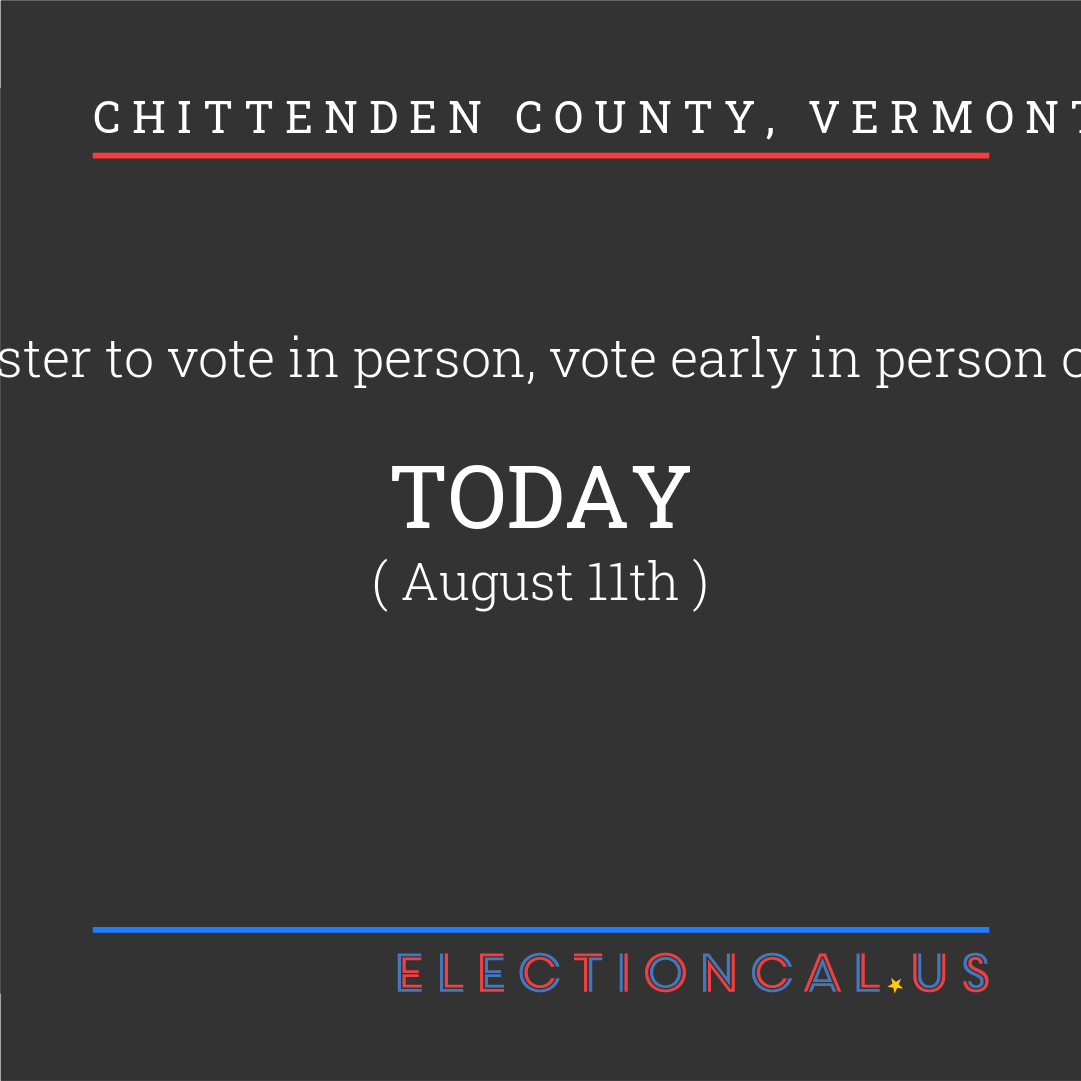 CHITTENDEN COUNTY, VERMONT
ster to vote in person, vote early in person
TODAY
( August 11th )
ELECTIONCAL.US